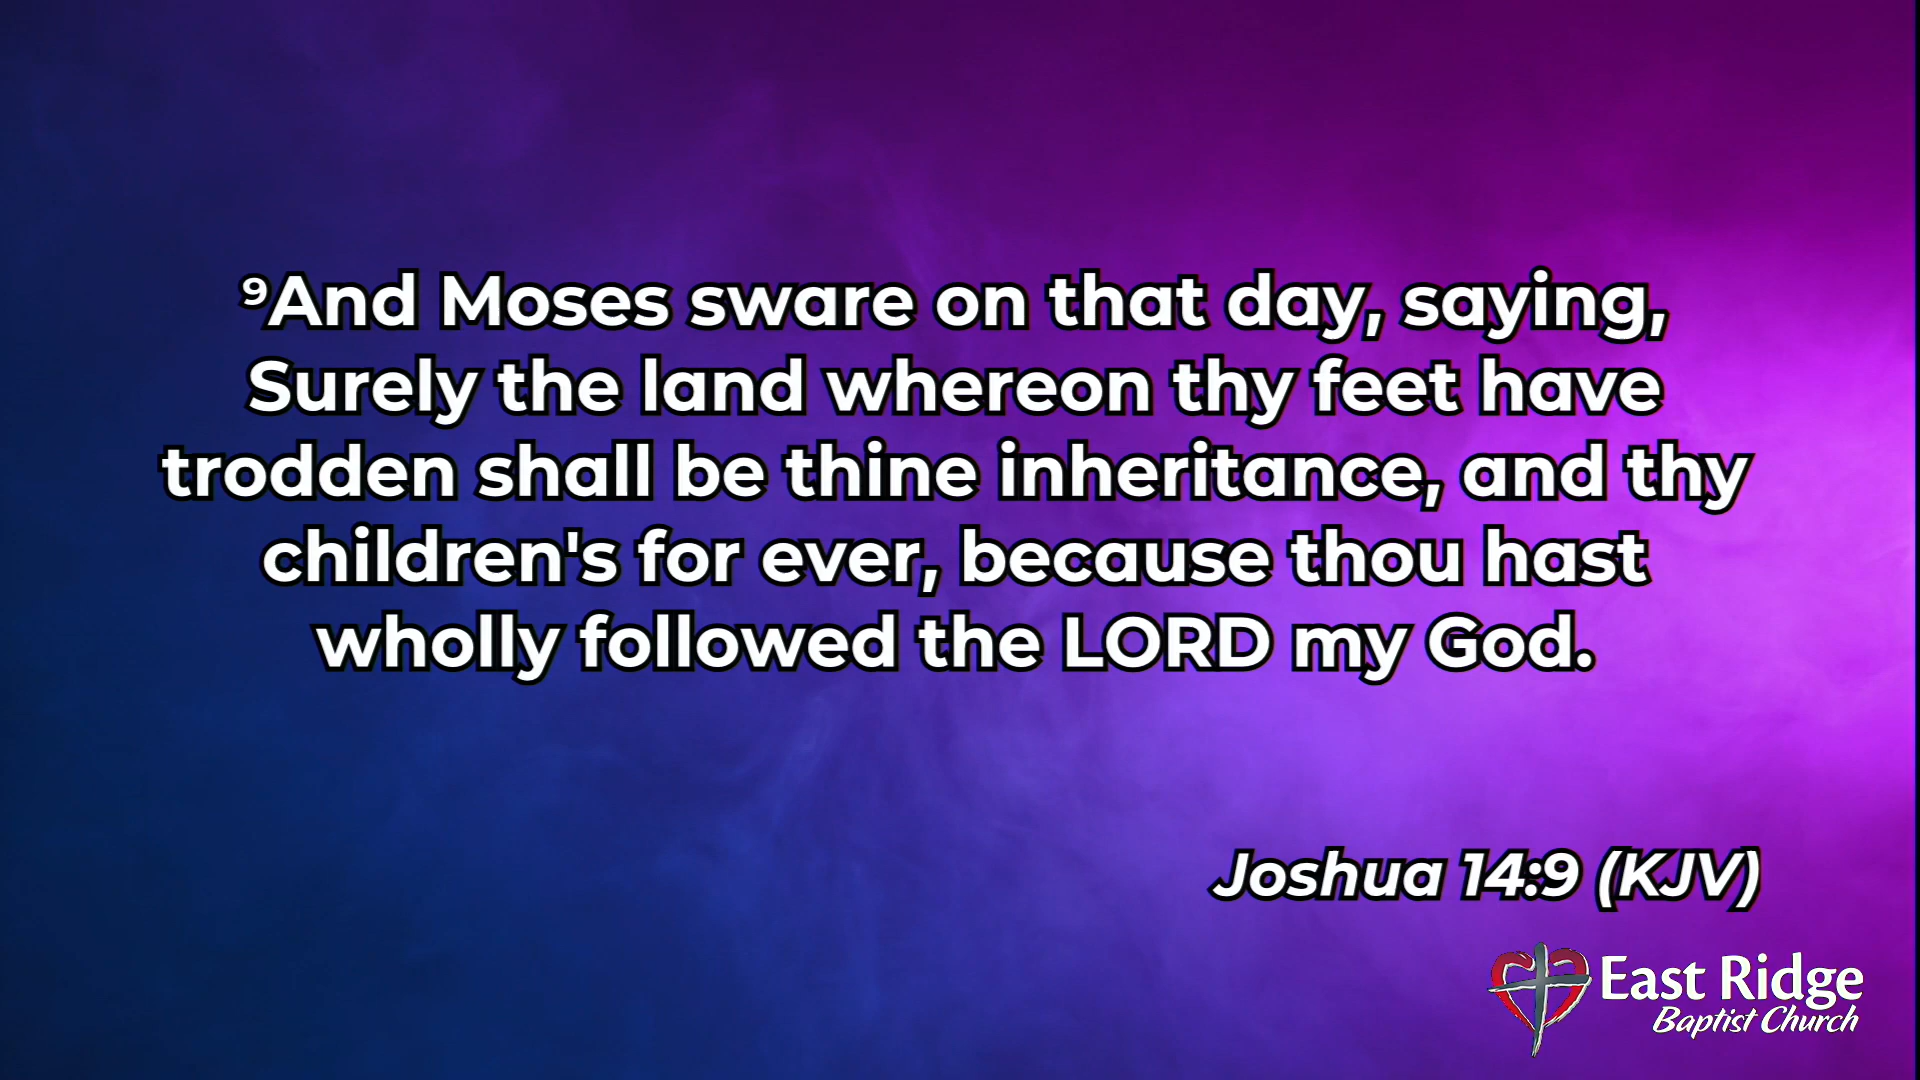 ⁹And Moses sware on that day, saying,
Surely the land whereon thy feet have
trodden shall be thine inheritance, and thy
children's for ever, because thou hast
wholly followed the LORD my God.
Joshua 14:9 (KJV)
East Ridge
Baptist Church